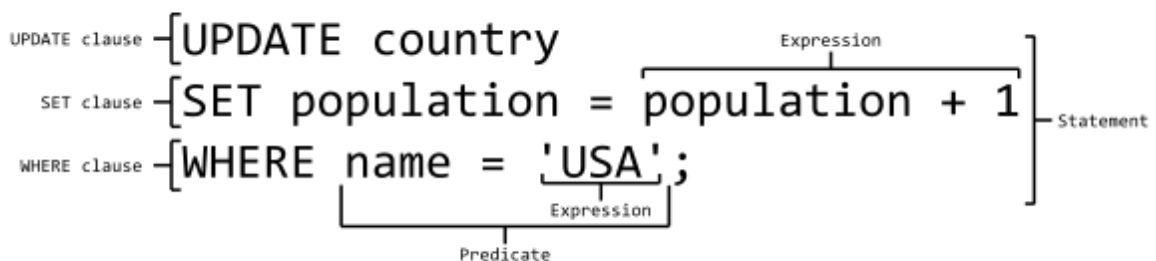 UPDATE clause UPDATE country
Expression
SET clause SET population = population + 1
Statement
WHERE clause WHERE name = 'USA';
Expression
Predicate